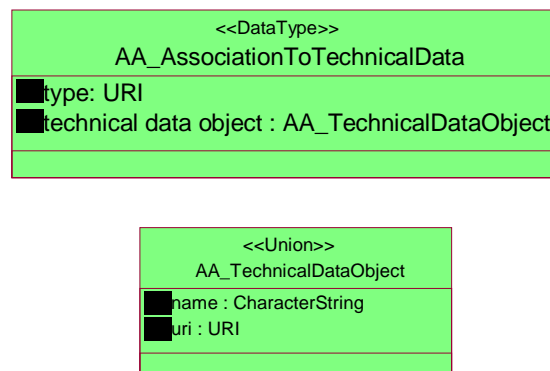 <<DataType>>
AA_AssociationToTechnicalData
type: URI
technical data object : AA_TechnicalDataObject
<<Union>>
AA_TechnicalDataObject
name : CharacterString
uri : URI